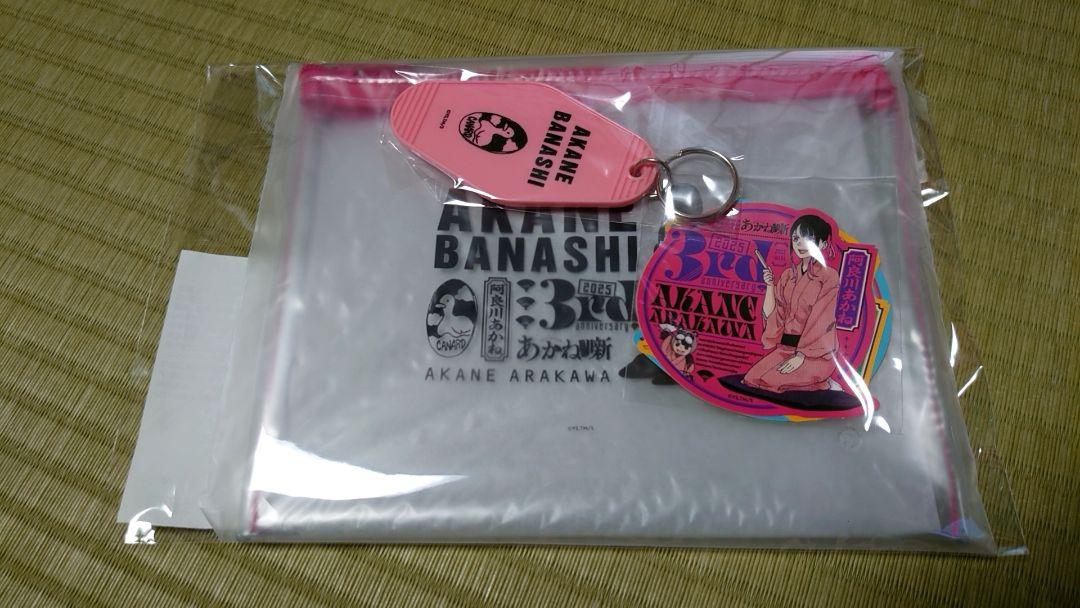 AKANE
BANASHI
CANARD
AKANE
BANASHI
CANARD
阿良川あかね
2025
3rd
anniversary
あかね噺
AKANE ARAKAWA
あかね噺
2025
3rd
anniversary
AKANE
ARAKAWA
阿良川あかね